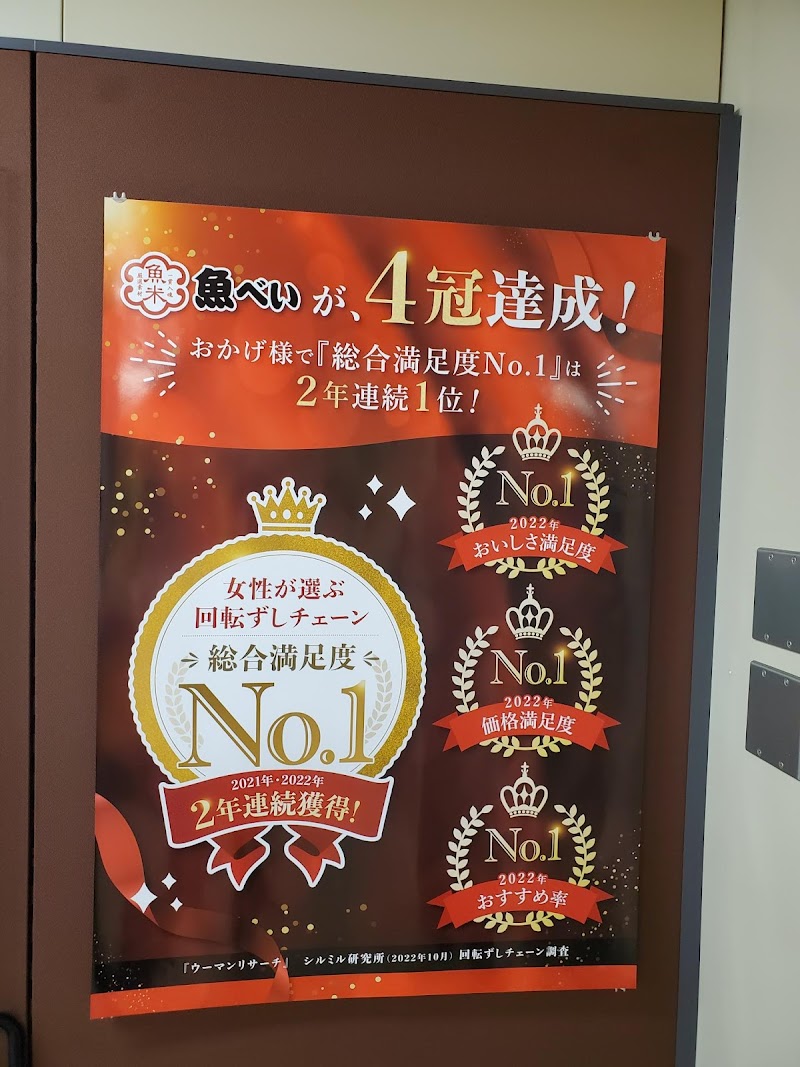 魚米
魚べいが、4冠達成!
おかげ様で『総合満足度No.1』は
2年連続1位!
女性が選ぶ
回転ずしチェーン
総合満足度
No.1
2021年・2022年
2年連続獲得!
No.1
2022年
おいしさ満足度
No.1
2022年
価格満足度
No.1
2022年
おすすめ率
『ウーマンリサーチ』 シルミル研究所(2022年10月) 回転ずしチェーン調査